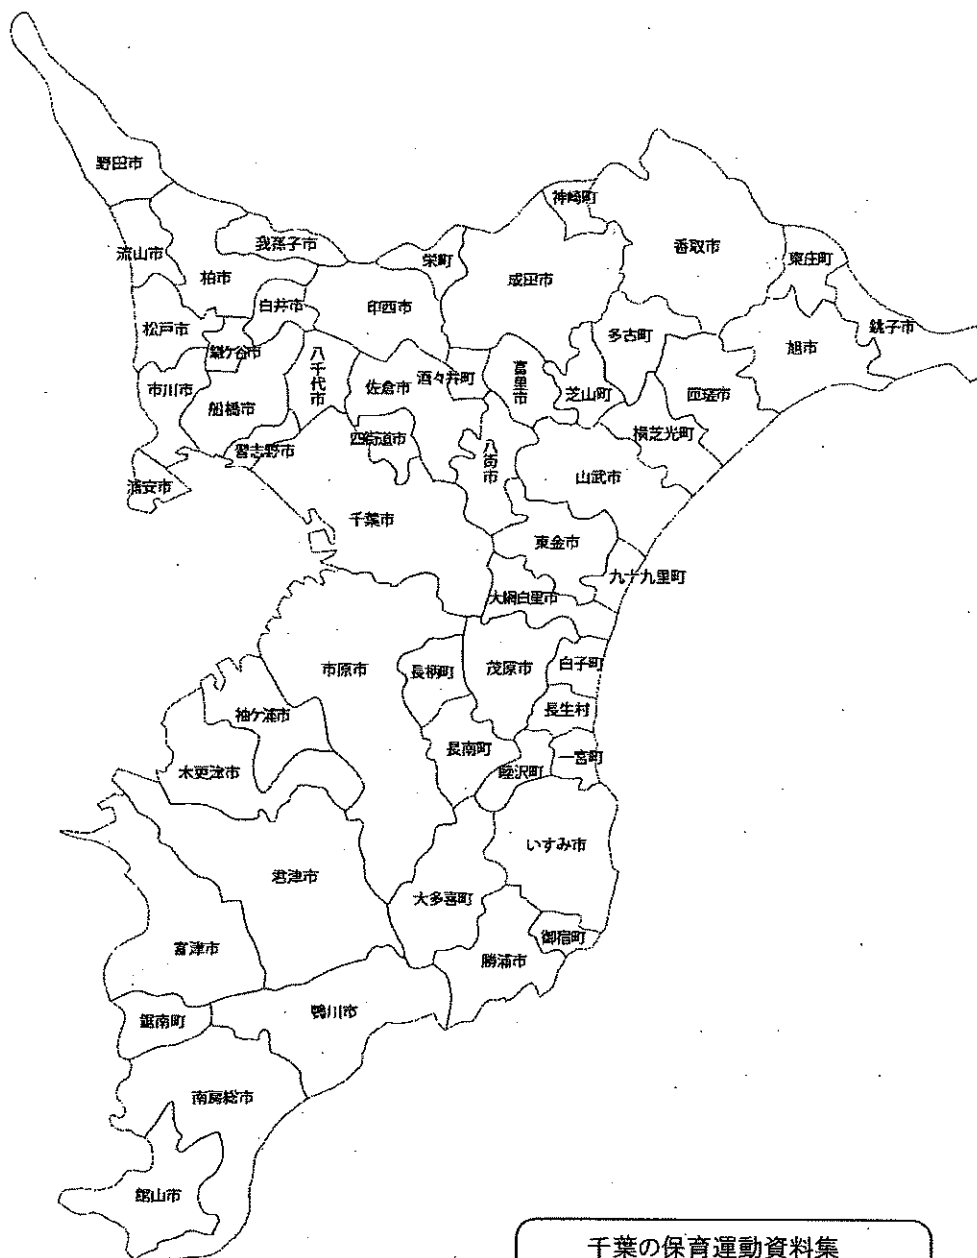 野田市
流山市
柏市
我孫子市
栄町
神崎町
成田市
香取市
東庄町
銚子市
旭市
松戸市
鎌ケ谷市
白井市
印西市
多古町
市川市
船橋市
八千代市
佐倉市
酒々井町
富里市
芝山町
匝瑳市
横芝光町
浦安市
習志野市
四街道市
八街市
山武市
千葉市
東金市
九十九里町
大網白里市
市原市
長柄町
茂原市
白子町
長生村
袖ケ浦市
長南町
睦沢町
一宮町
木更津市
いすみ市
君津市
大多喜町
御宿町
富津市
勝浦市
鋸南町
鴨川市
南房総市
館山市
千葉の保育運動資料集